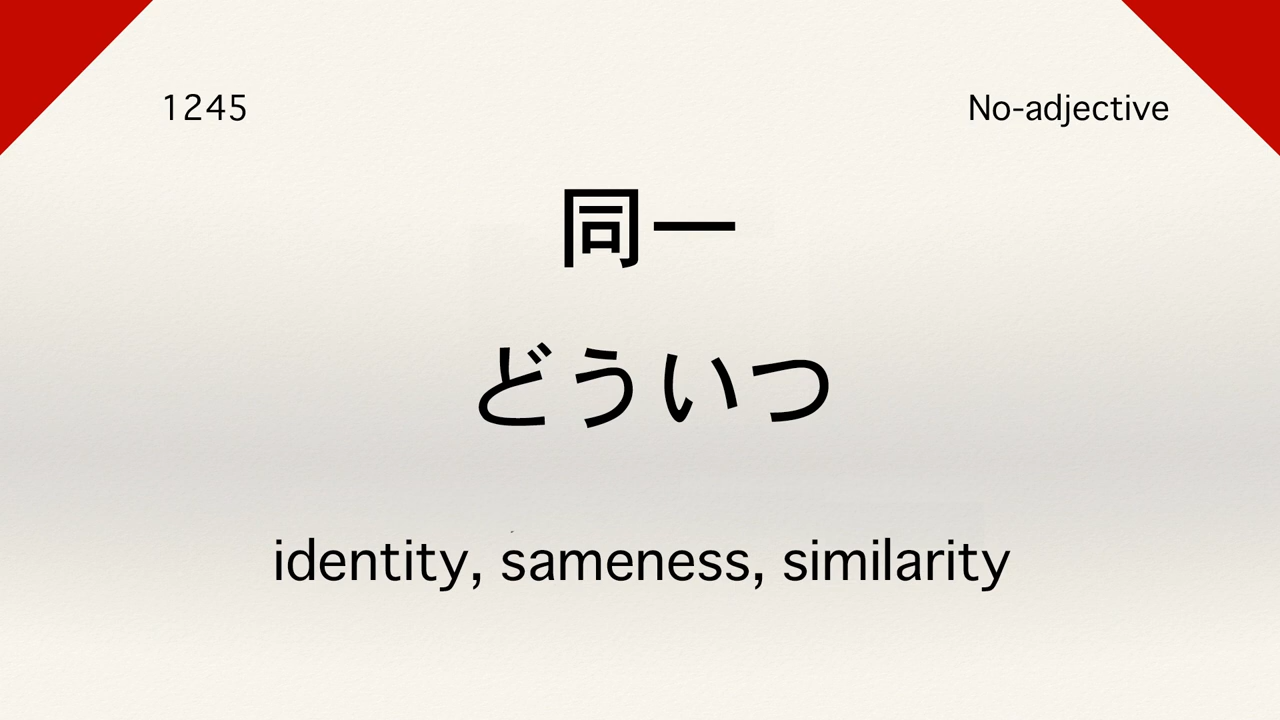 1245
No-adjective
同一
どういつ
identity, sameness, similarity